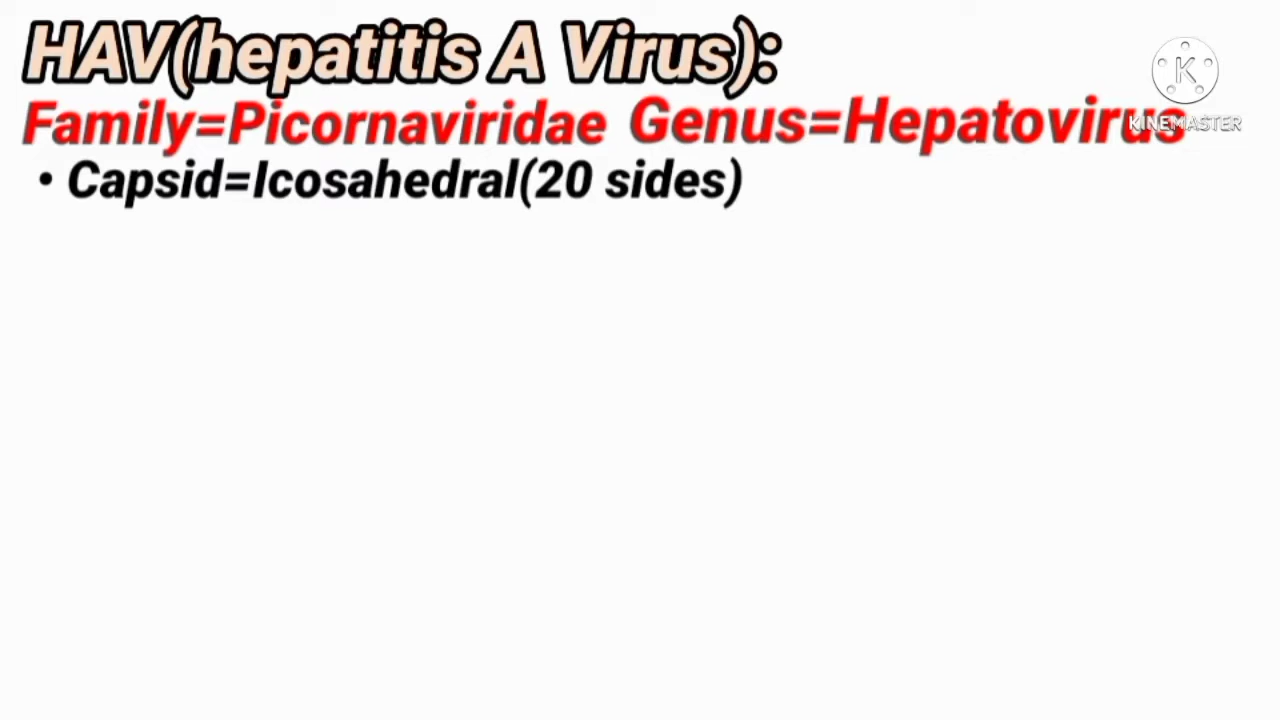 HAV(hepatitis A Virus):
Family=Picornaviridae Genus=Hepatovirus
• Capsid=Icosahedral(20 sides)
K
KINEMASTER